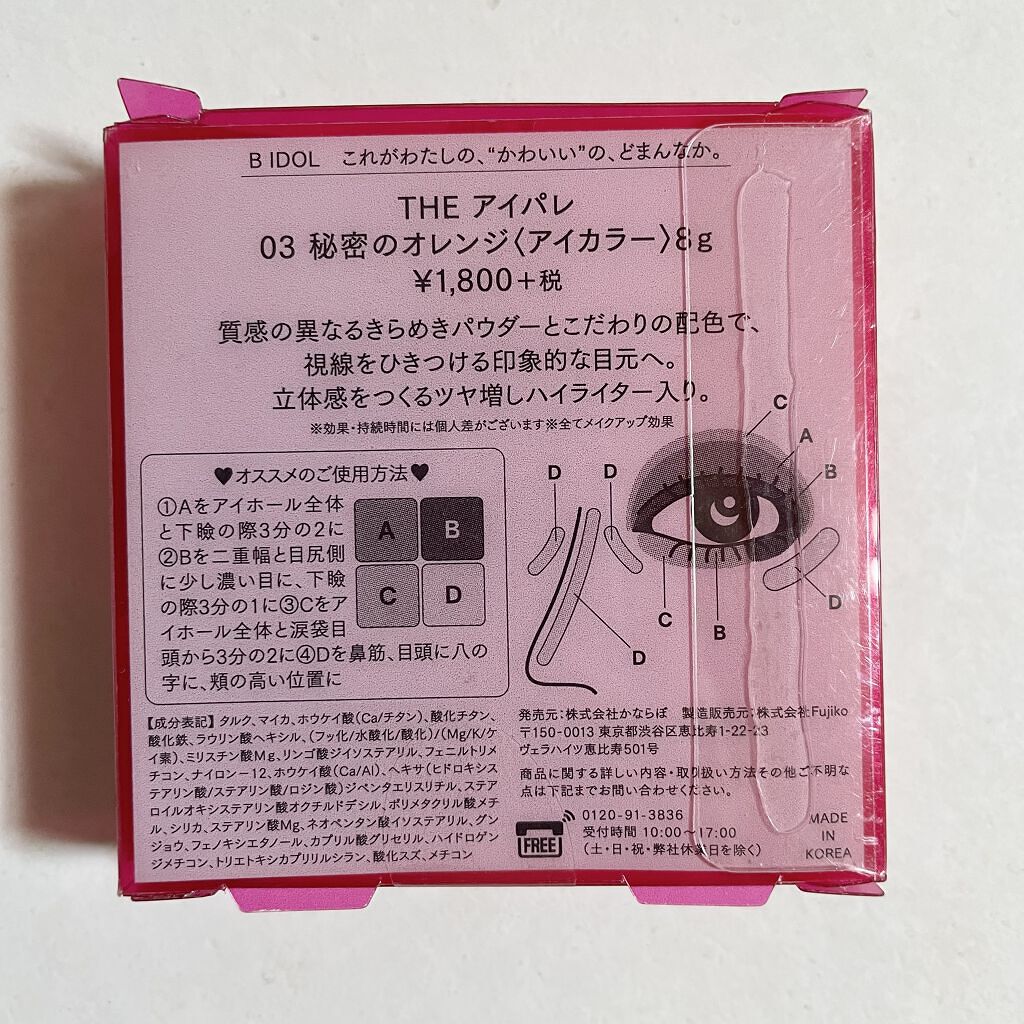 B IDOL これがわたしの、“かわいい”の、どまんなか。
THE アイパレ
03 秘密のオレンジ〈アイカラー〉8g
¥1,800+税
質感の異なるきらめきパウダーとこだわりの配色で、
視線をひきつける印象的な目元へ。
立体感をつくるツヤ増しハイライター入り。
※効果・持続時間には個人差がございます※全てメイクアップ効果
♥オススメのご使用方法♥
①Aをアイホール全体
と下瞼の際3分の2に
②Bを二重幅と目尻側
に少し濃い目に、下瞼
の際3分の1に③Cをア
イホール全体と涙袋目
頭から3分の2に④Dを鼻筋、目頭に八の
字に、頬の高い位置に
A B
C D
D D
C
A
B
D
C
B
D
【成分表記】タルク、マイカ、ホウケイ酸(Ca/チタン)、酸化チタン、
酸化鉄、ラウリン酸ヘキシル、(フッ化/水酸化/酸化)/(Mg/K/ケ
イ素)、ミリスチン酸Mg、リンゴ酸ジイソステアリル、フェニルトリメ
チコン、ナイロン－12、ホウケイ酸(Ca/Al)、ヘキサ(ヒドロキシス
テアリン酸/ステアリン酸/ロジン酸)ジペンタエリスリチル、ステア
ロイルオキシステアリン酸オクチルドデシル、ポリメタクリル酸メチ
ル、シリカ、ステアリン酸Mg、ネオペンタン酸イソステアリル、グン
ジョウ、フェノキシエタノール、カプリル酸グリセリル、ハイドロゲン
ジメチコン、トリエトキシカプリリルシラン、酸化スズ、メチコン
発売元：株式会社かならぼ 製造販売元：株式会社Fujiko
〒150-0013 東京都渋谷区恵比寿1-22-23
ヴェラハイツ恵比寿501号
商品に関する詳しい内容・取り扱い方法その他ご不明な
点は下記までお問い合わせください。
FREE
0120-91-3836
受付時間 10:00〜17:00
(土・日・祝・弊社休業日を除く)
MADE
IN
KOREA